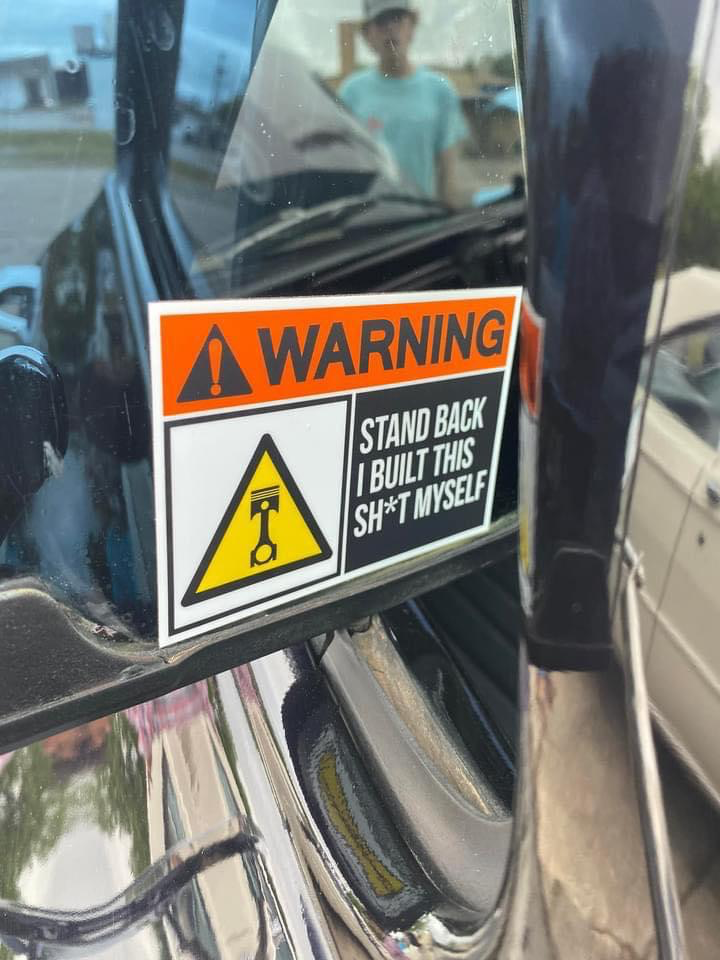 WARNING
STAND BACK
I BUILT THIS
SH*T MYSELF